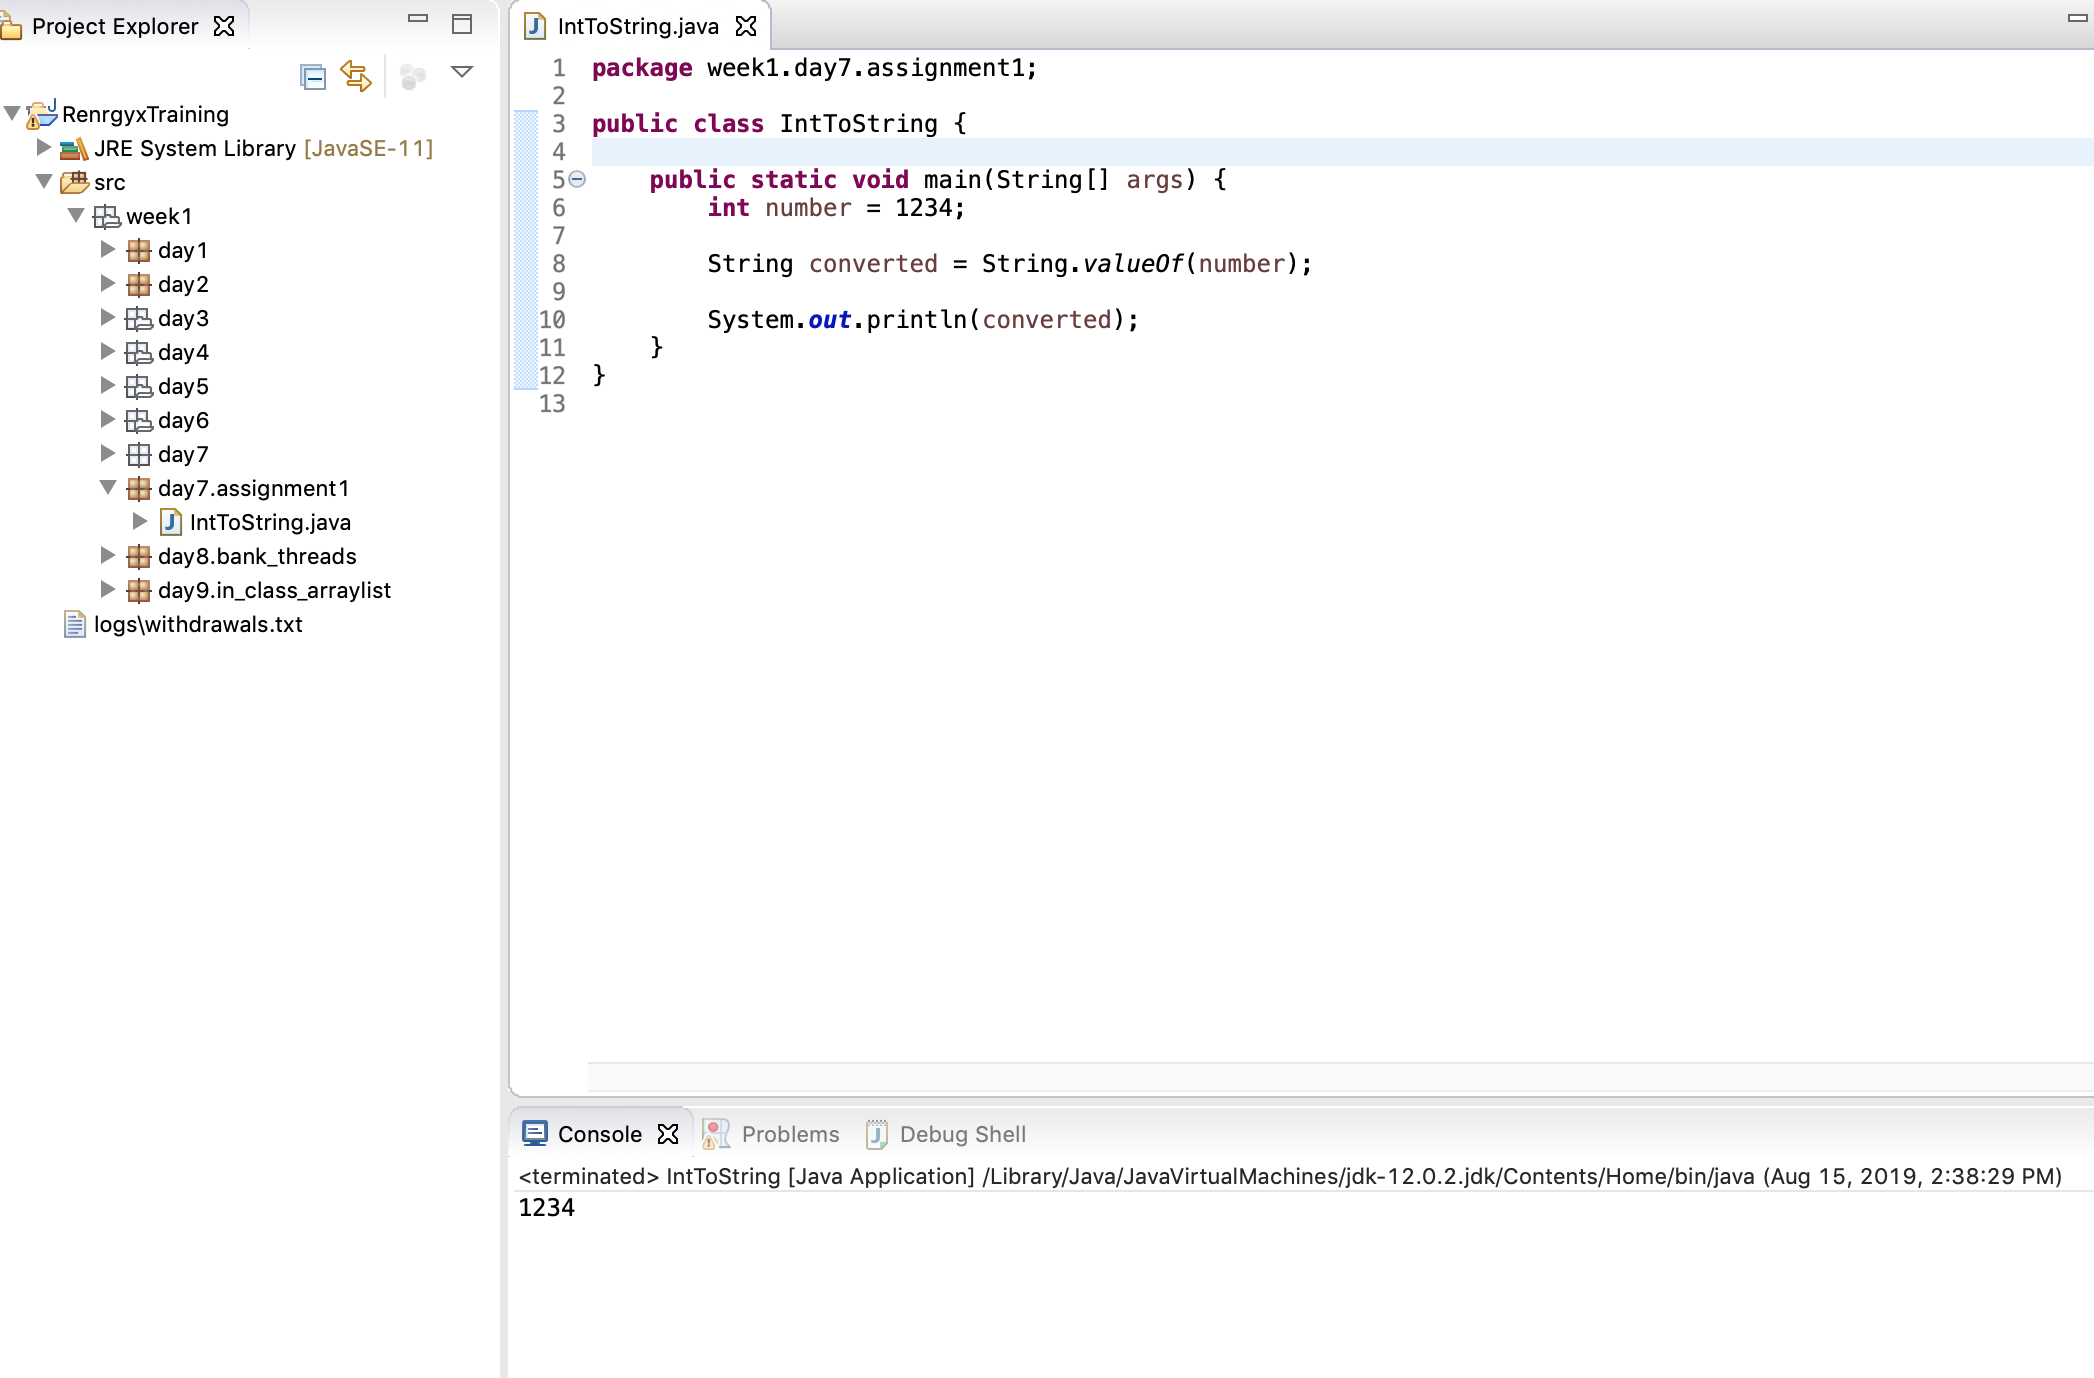 Project Explorer
RenrgyxTraining
JRE System Library [JavaSE-11]
src
week1
day1
day2
day3
day4
day5
day6
day7
day7.assignment1
IntToString.java
day8.bank_threads
day9.in_class_arraylist
logs\withdrawals.txt
IntToString.java
1 package week1.day7.assignment1;
2
3 public class IntToString {
4
5     public static void main(String[] args) {
6         int number = 1234;
7
8         String converted = String.valueOf(number);
9
10         System.out.println(converted);
11     }
12 }
13
Console Problems Debug Shell
<terminated> IntToString [Java Application] /Library/Java/JavaVirtualMachines/jdk-12.0.2.jdk/Contents/Home/bin/java (Aug 15, 2019, 2:38:29 PM)
1234